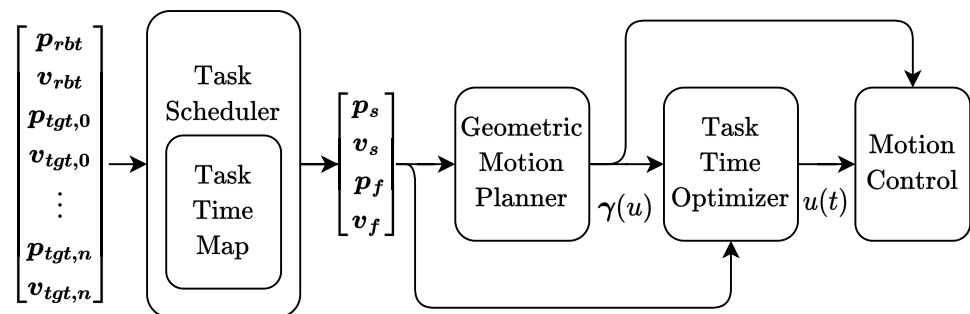 p_rbt
v_rbt
p_tgt,0
v_tgt,0
⋮
p_tgt,n
v_tgt,n
Task
Scheduler
Task
Time
Map
p_s
v_s
p_f
v_f
Geometric
Motion
Planner
γ(u)
Task
Time
Optimizer
u(t)
Motion
Control